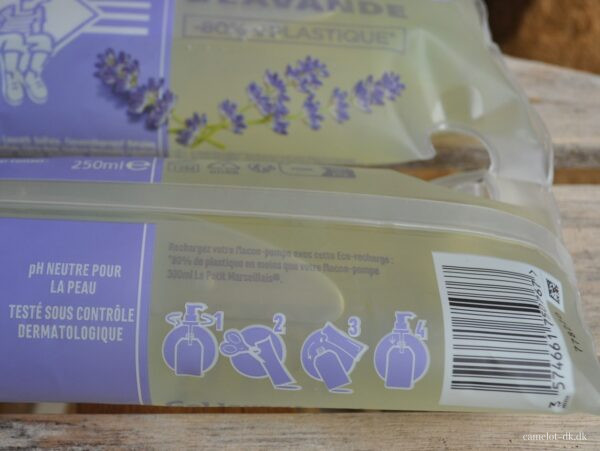 LAVANDE
-80% PLASTIQUE*
250ml ℮
Rechargez votre flacon-pompe avec cette Eco-recharge :
*80% de plastique en moins que votre flacon-pompe
300ml Le Petit Marseillais®.
pH NEUTRE POUR
LA PEAU
TESTÉ SOUS CONTRÔLE
DERMATOLOGIQUE
1 2 3 4
camelot-dk.dk